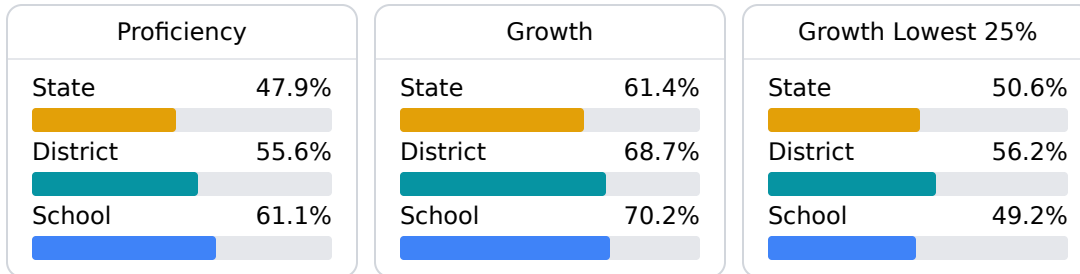 Proficiency
State 47.9%
District 55.6%
School 61.1%
Growth
State 61.4%
District 68.7%
School 70.2%
Growth Lowest 25%
State 50.6%
District 56.2%
School 49.2%